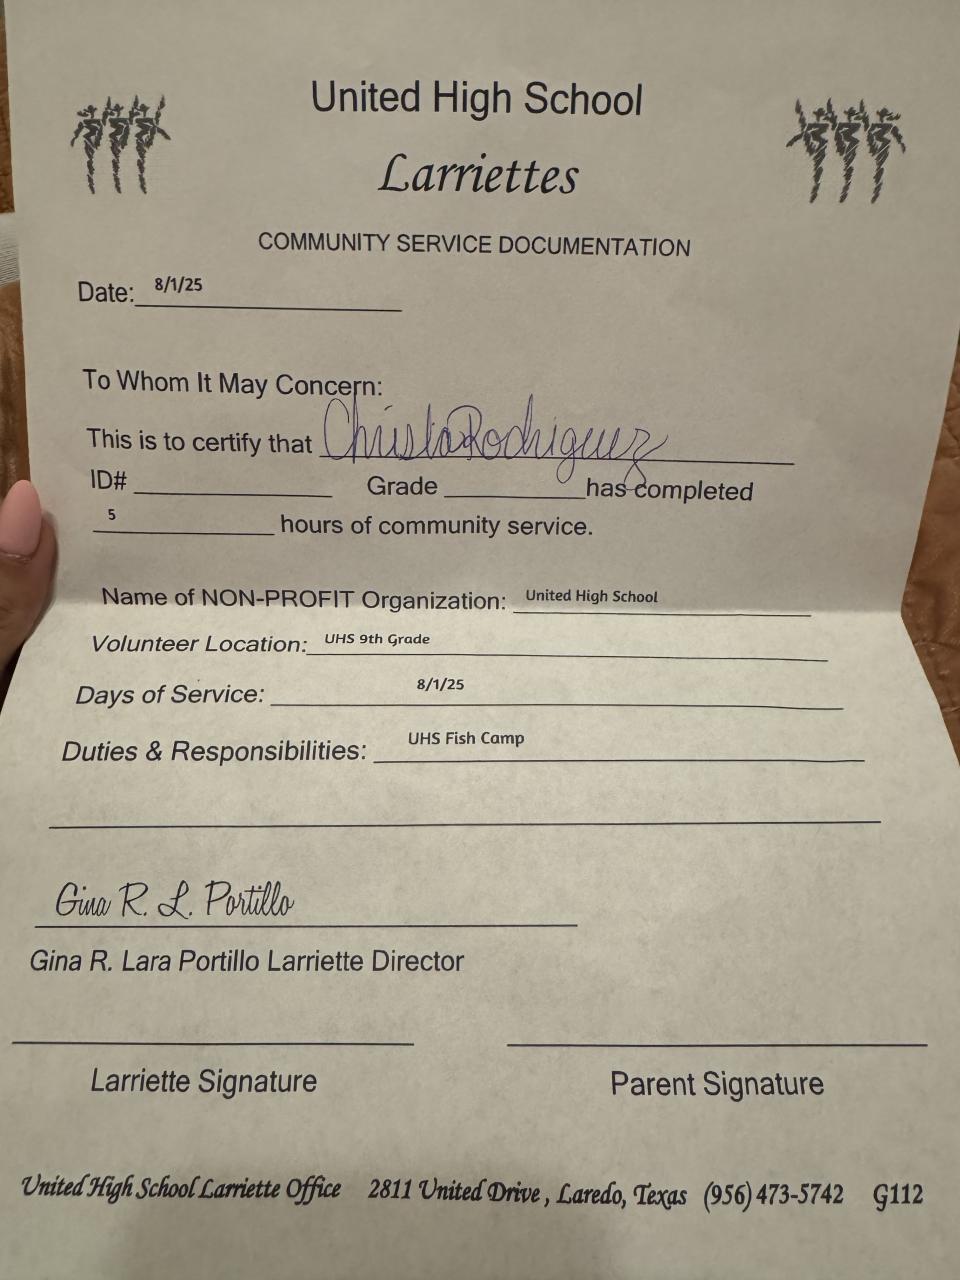 United High School
Larriettes
COMMUNITY SERVICE DOCUMENTATION
Date: 8/1/25
To Whom It May Concern:
This is to certify that Christa Rodriguez
ID# Grade has completed
5 hours of community service.
Name of NON-PROFIT Organization: United High School
Volunteer Location: UHS 9th Grade
Days of Service: 8/1/25
Duties & Responsibilities: UHS Fish Camp
Gina R. L. Portillo
Gina R. Lara Portillo Larriette Director
Larriette Signature Parent Signature
United High School Larriette Office 2811 United Drive, Laredo, Texas (956) 473-5742 G112